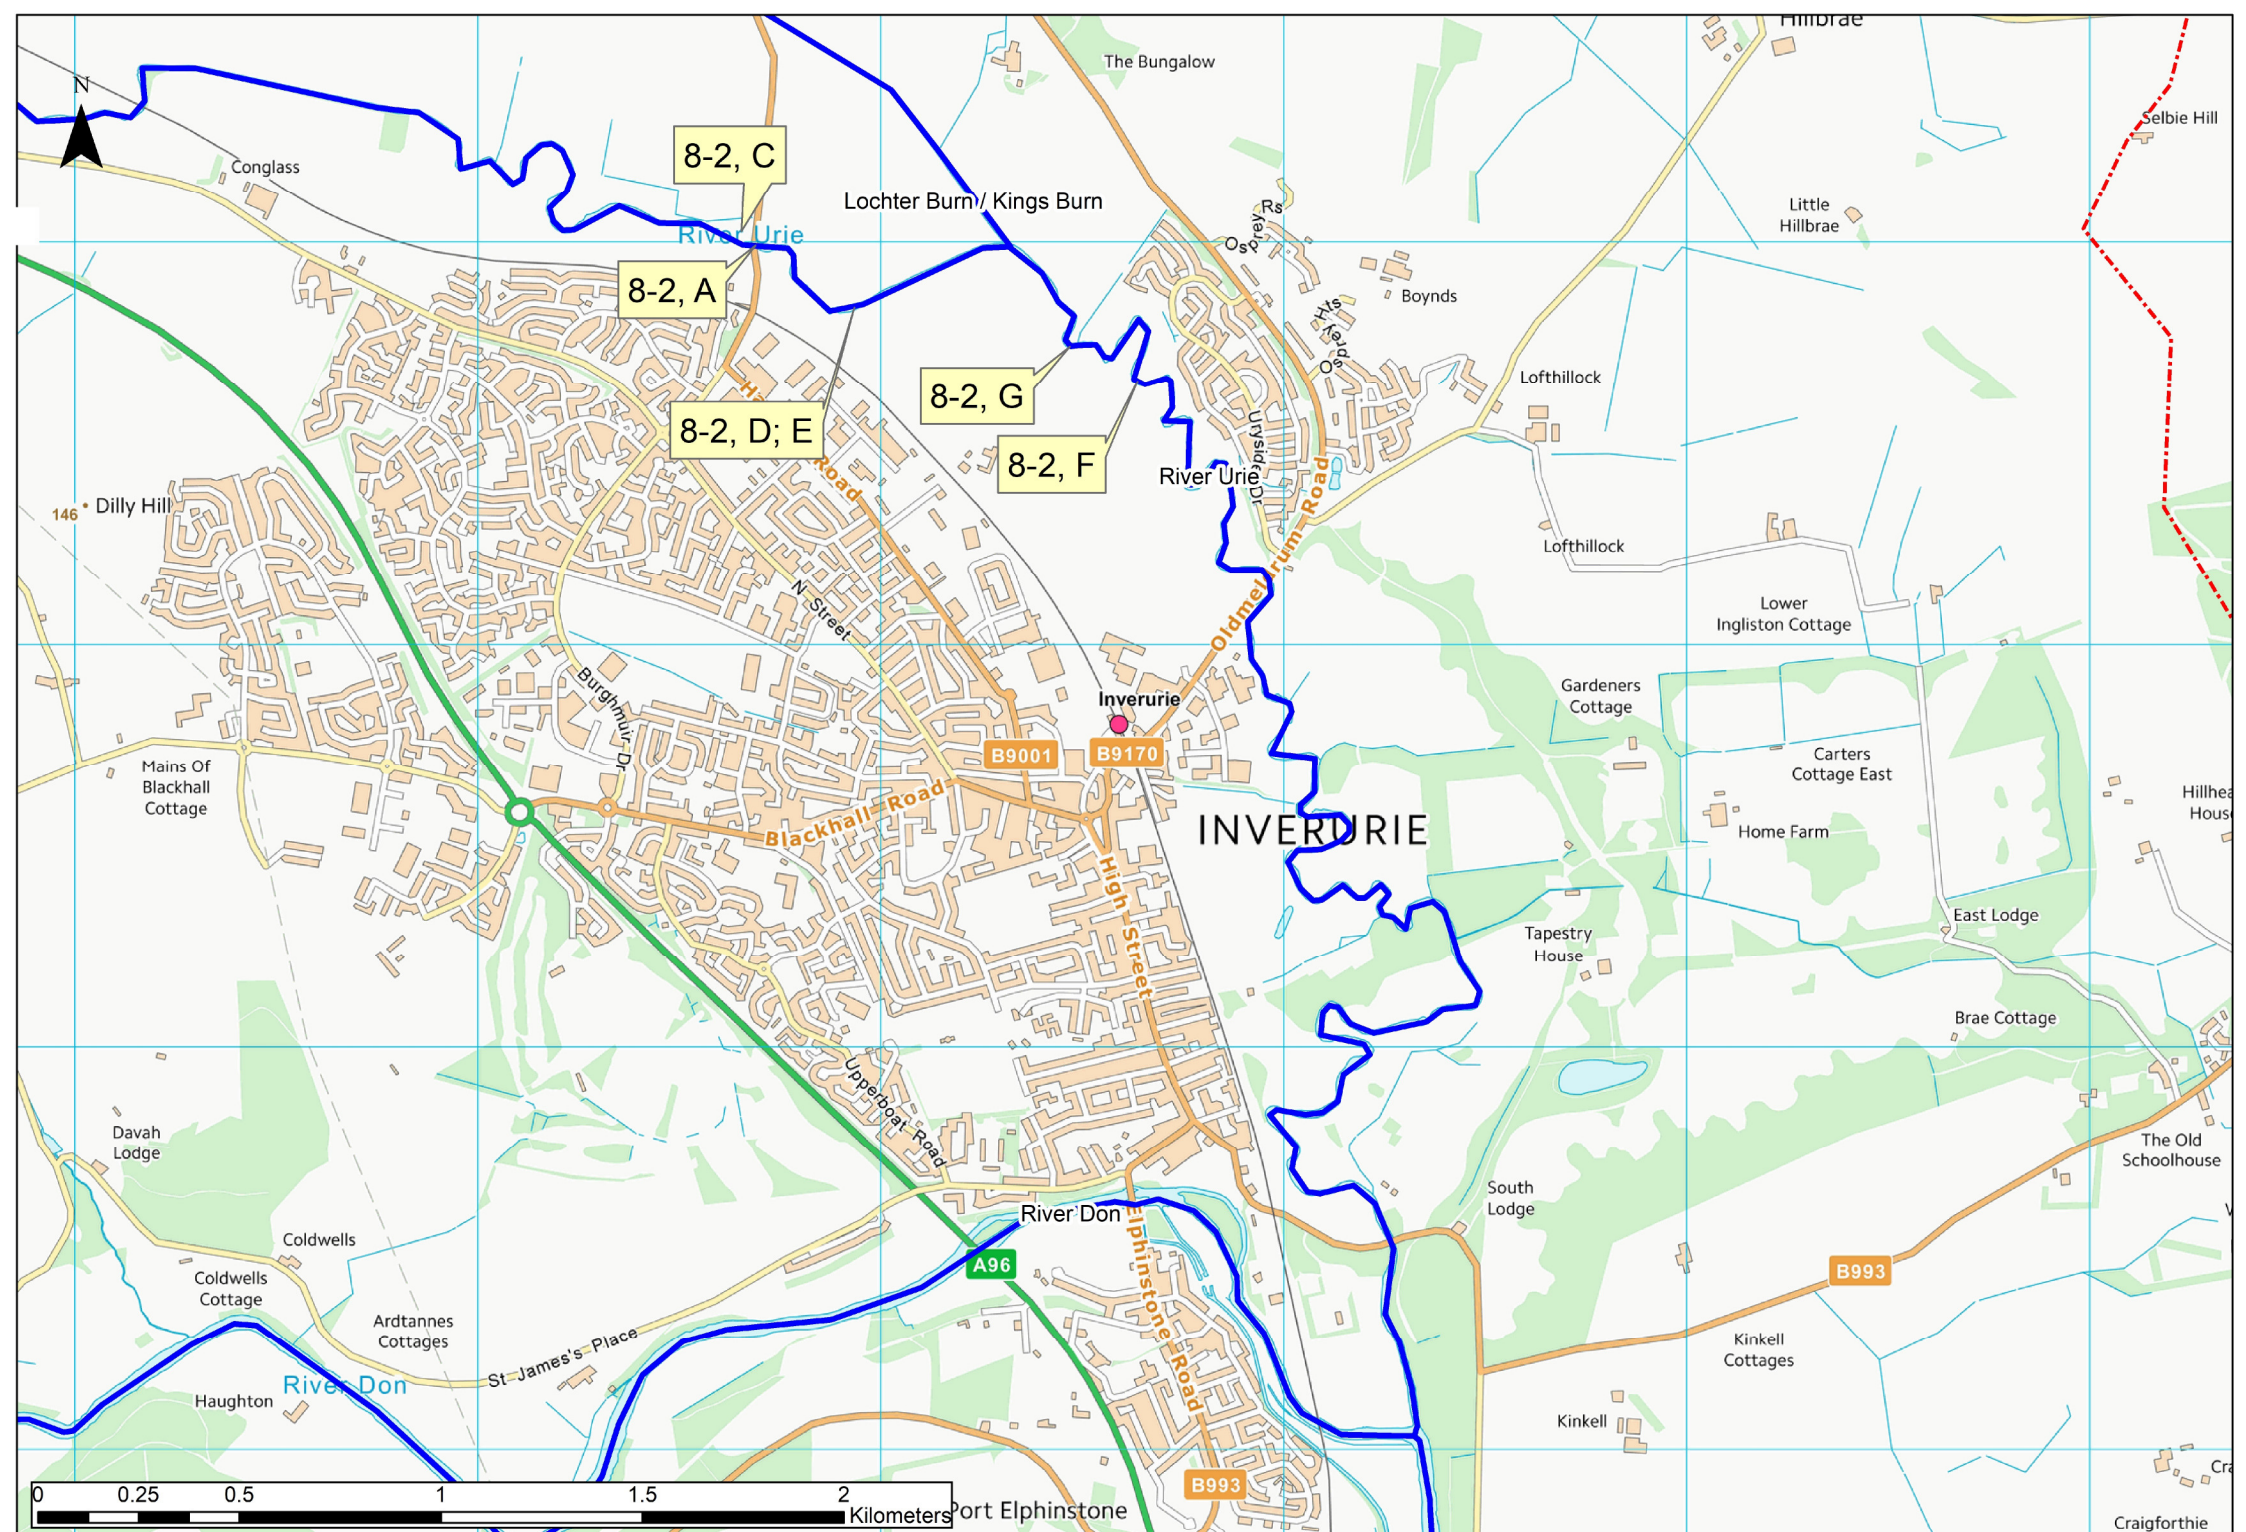 Hillbrae
The Bungalow
N
Selbie Hill
8-2, C
Conglass
Lochter Burn / Kings Burn
Osprey
Rs
Little
Hillbrae
River Urie
8-2, A
Osprey
Hts
Boynds
Lofthillock
8-2, G
8-2, D; E
Road
8-2, F
River Urie
Uryside Dr
146
Dilly Hill
Lofthillock
N Street
Oldmeldrum Road
Lower
Ingliston Cottage
Burghmuir Dr
Inverurie
Gardeners
Cottage
B9001
B9170
Mains Of
Blackhall
Cottage
Carters
Cottage East
Blackhall Road
INVERURIE
Home Farm
High Street
East Lodge
Tapestry
House
Brae Cottage
Upperboat Road
Davah
Lodge
The Old
Schoolhouse
South
Lodge
River Don
Elphinstone Road
Coldwells
A96
B993
Coldwells
Cottage
Ardtannes
Cottages
St James's Place
Kinkell
Cottages
River Don
Haughton
Kinkell
B993
0 0.25 0.5 1 1.5 2
Kilometers
Port Elphinstone
Craigforthie